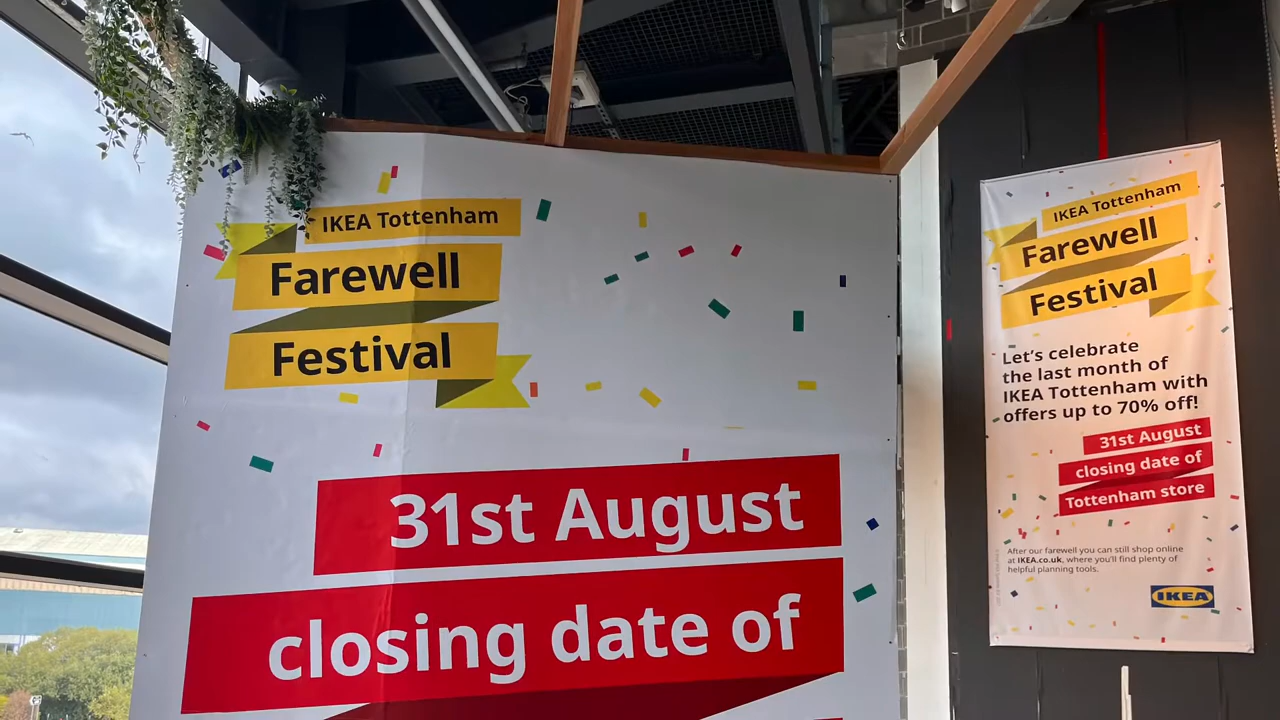 IKEA Tottenham
Farewell
Festival
31st August
closing date of
IKEA Tottenham
Farewell
Festival
Let's celebrate
the last month of
IKEA Tottenham with
offers up to 70% off!
31st August
closing date of
Tottenham store
After our farewell you can still shop online
at IKEA.co.uk, where you'll find plenty of
helpful planning tools.
IKEA